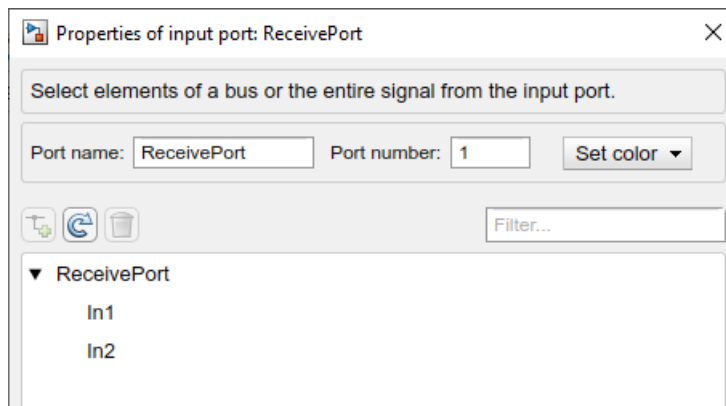 Properties of input port: ReceivePort
Select elements of a bus or the entire signal from the input port.
Port name: ReceivePort Port number: 1 Set color
Filter...
ReceivePort
In1
In2